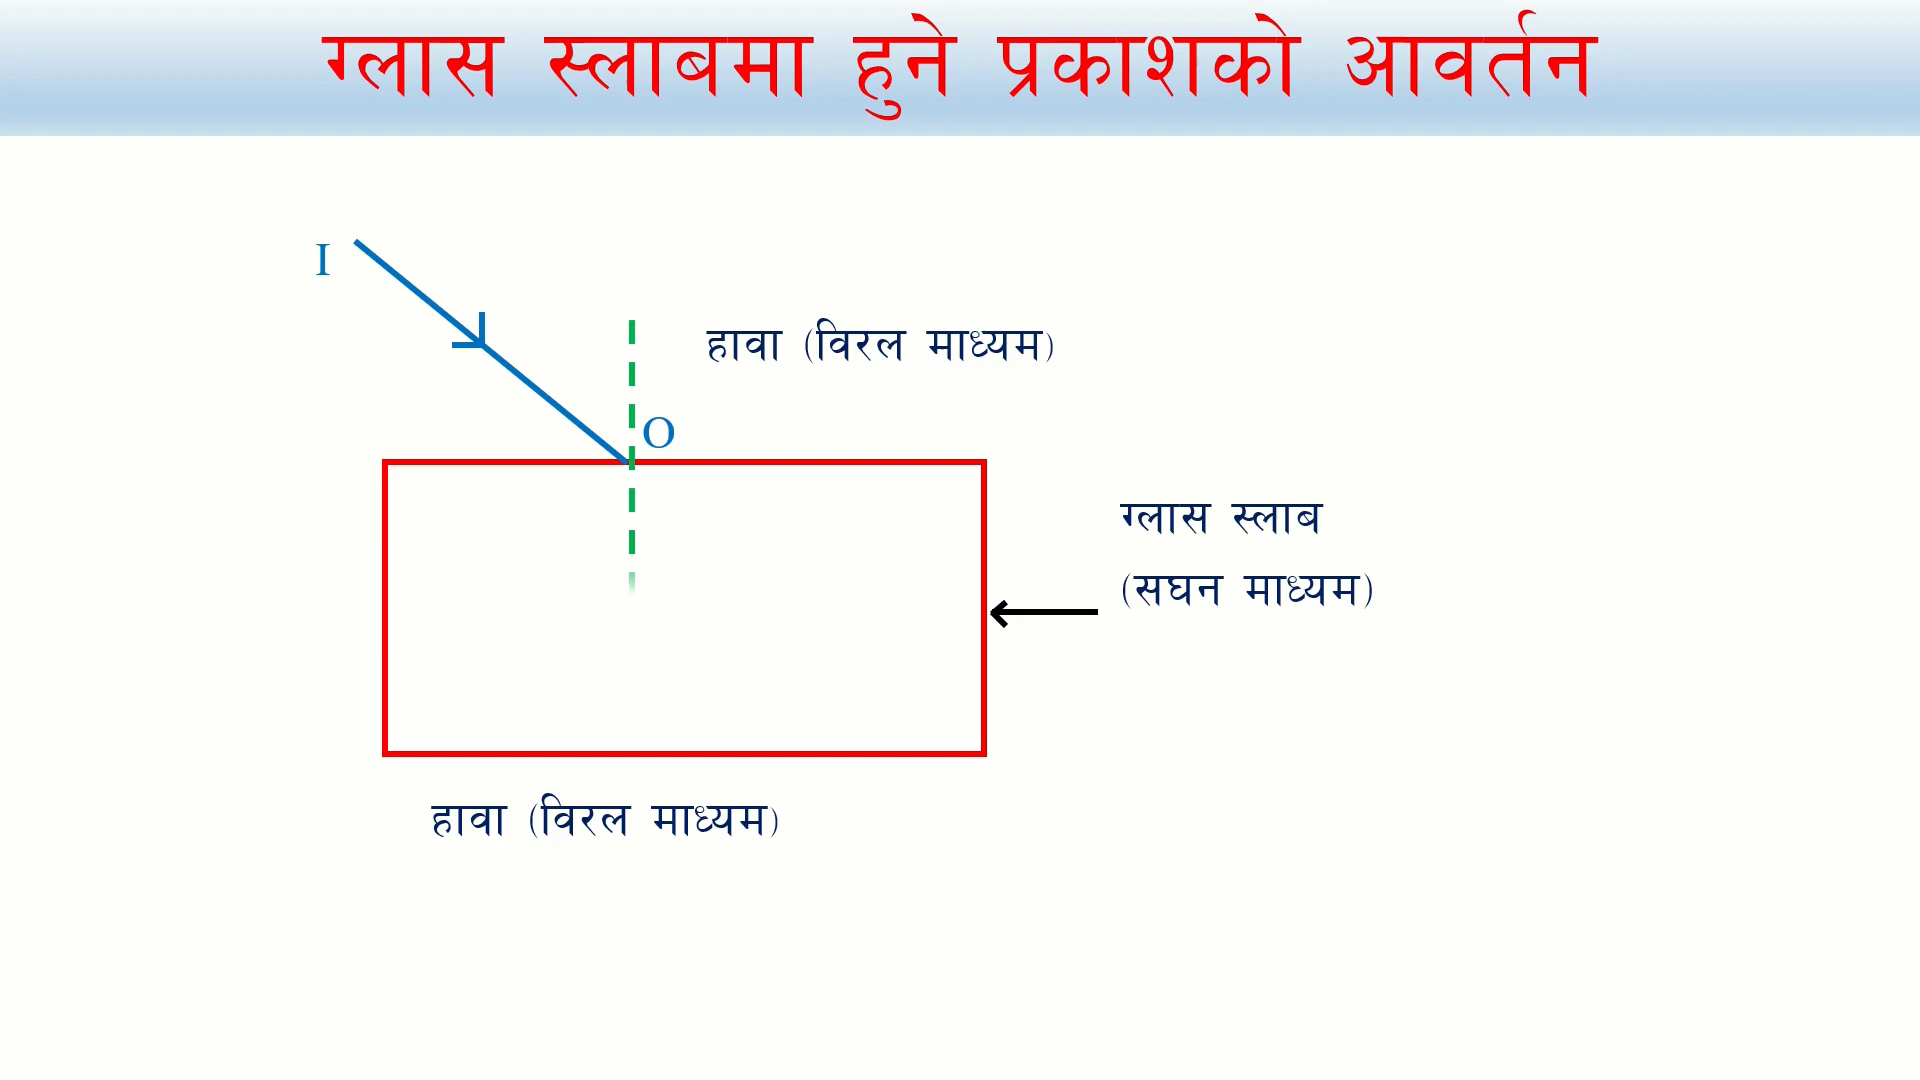 ग्लास स्लाबमा हुने प्रकाशको आवर्तन
I
हावा (विरल माध्यम)
O
ग्लास स्लाब
(सघन माध्यम)
हावा (विरल माध्यम)